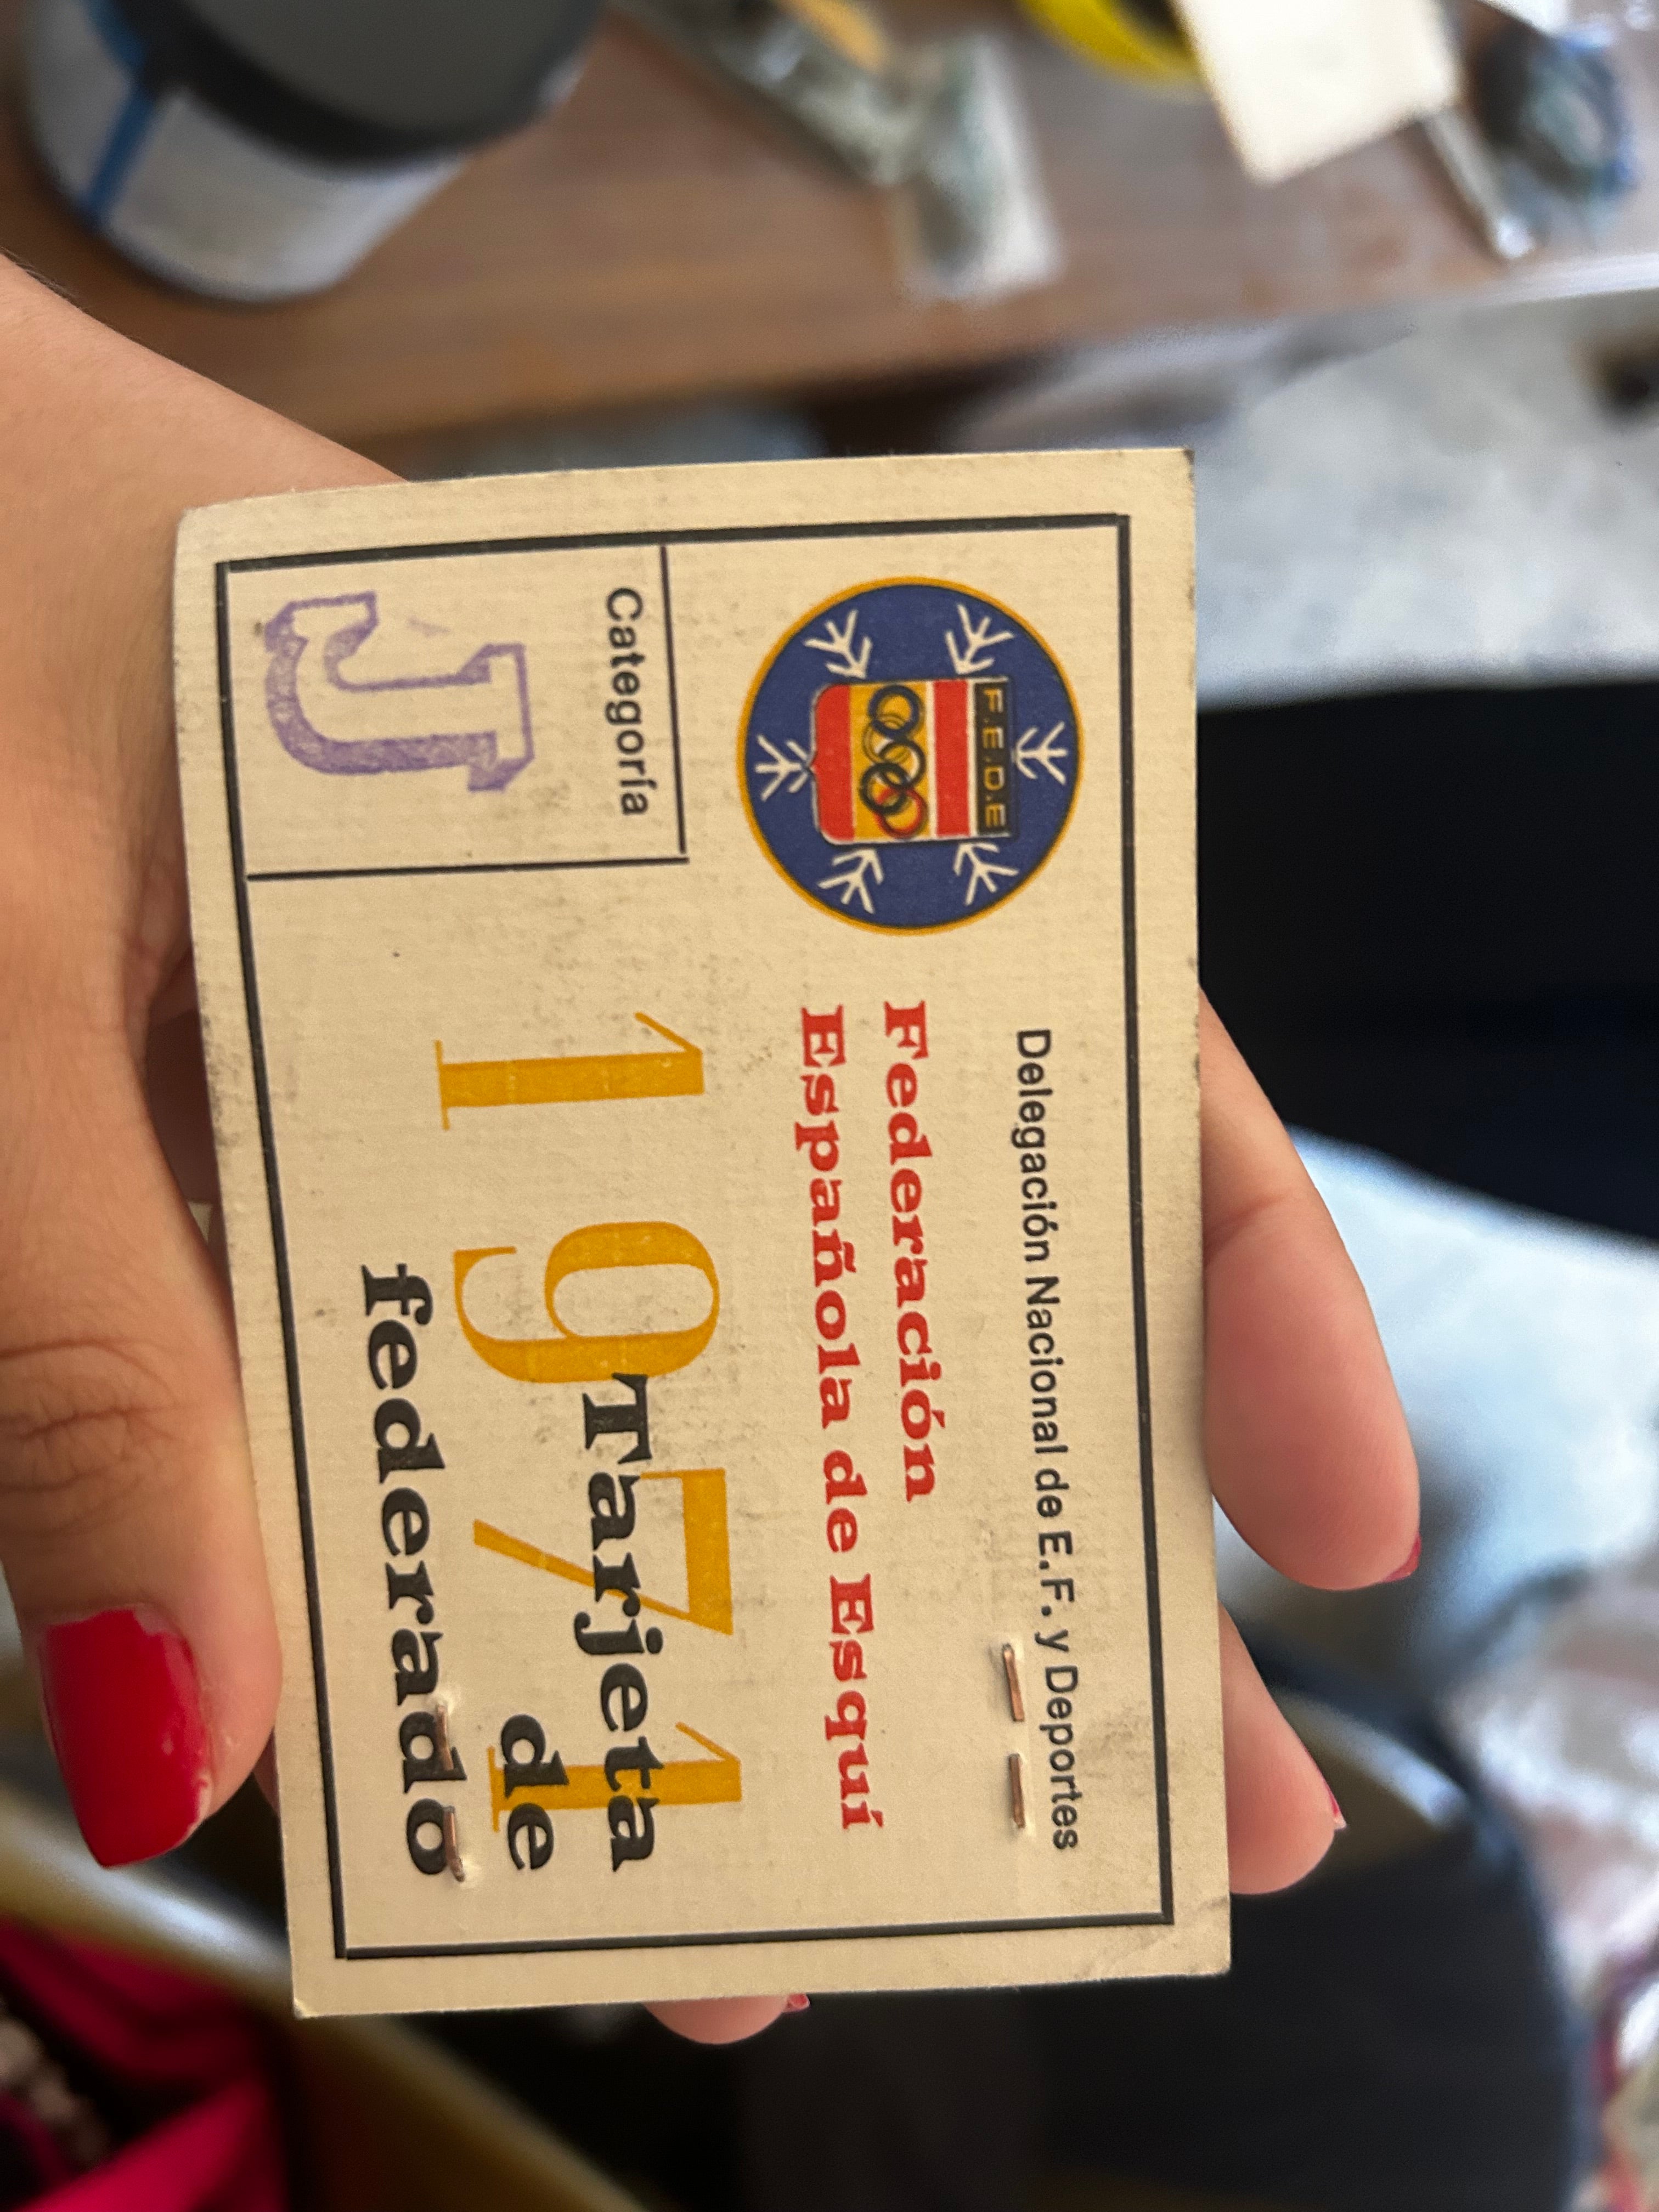 Delegación Nacional de E.F. y Deportes
F.E.D.E
Federación
Española de Esquí
1971
Tarjeta
de
federado
Categoría
J